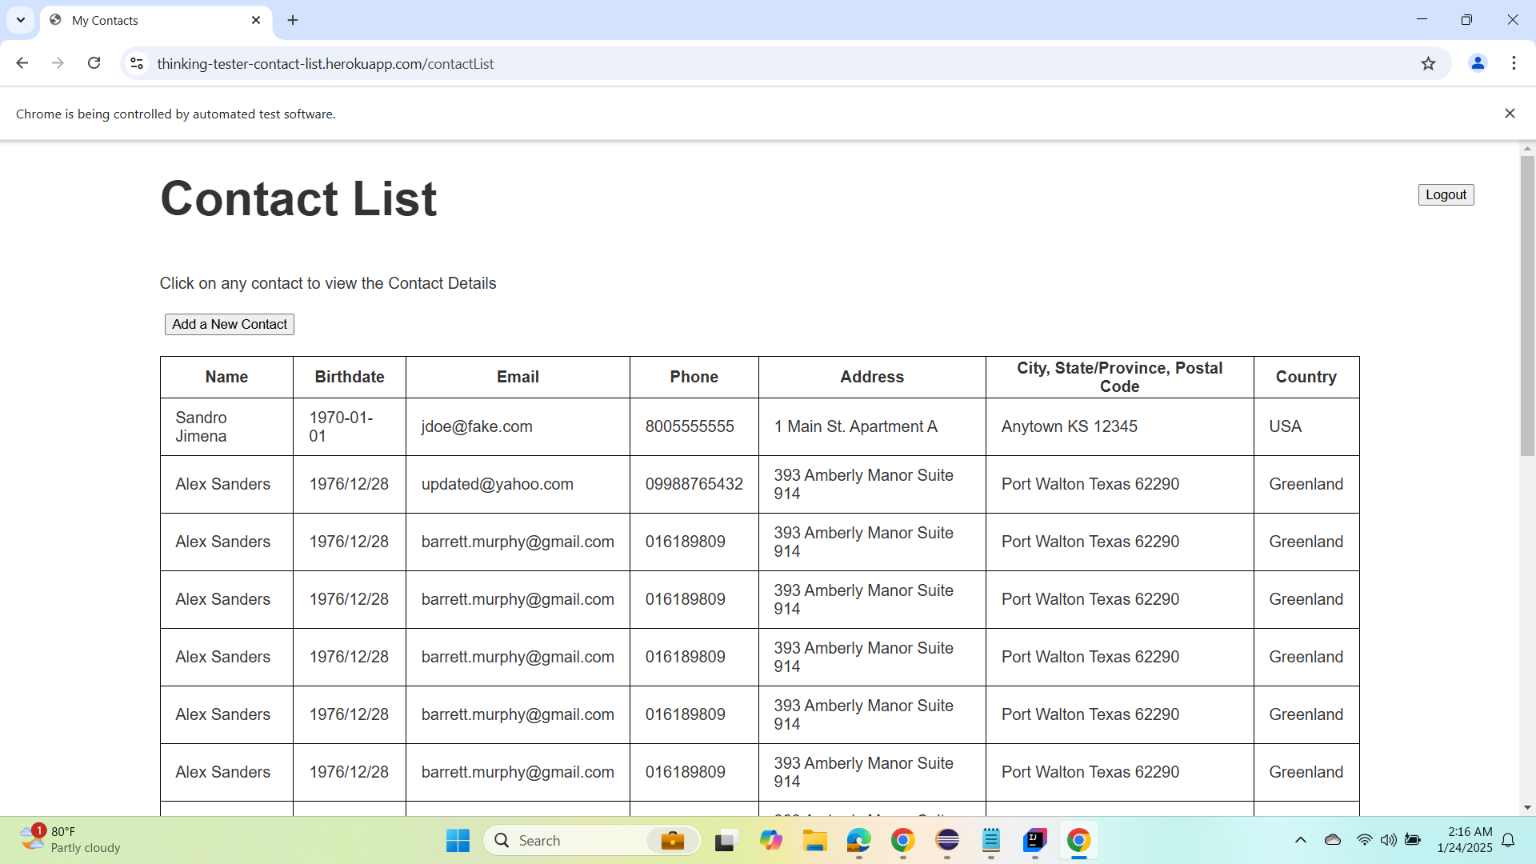 My Contacts
thinking-tester-contact-list.herokuapp.com/contactList
Chrome is being controlled by automated test software.
Contact List
Logout
Click on any contact to view the Contact Details
Add a New Contact
Name Birthdate Email Phone Address City, State/Province, Postal Code Country
Sandro Jimena 1970-01-01 jdoe@fake.com 8005555555 1 Main St. Apartment A Anytown KS 12345 USA
Alex Sanders 1976/12/28 updated@yahoo.com 09988765432 393 Amberly Manor Suite 914 Port Walton Texas 62290 Greenland
Alex Sanders 1976/12/28 barrett.murphy@gmail.com 016189809 393 Amberly Manor Suite 914 Port Walton Texas 62290 Greenland
Alex Sanders 1976/12/28 barrett.murphy@gmail.com 016189809 393 Amberly Manor Suite 914 Port Walton Texas 62290 Greenland
Alex Sanders 1976/12/28 barrett.murphy@gmail.com 016189809 393 Amberly Manor Suite 914 Port Walton Texas 62290 Greenland
Alex Sanders 1976/12/28 barrett.murphy@gmail.com 016189809 393 Amberly Manor Suite 914 Port Walton Texas 62290 Greenland
Alex Sanders 1976/12/28 barrett.murphy@gmail.com 016189809 393 Amberly Manor Suite 914 Port Walton Texas 62290 Greenland
1
80°F
Partly cloudy
Search
2:16 AM
1/24/2025